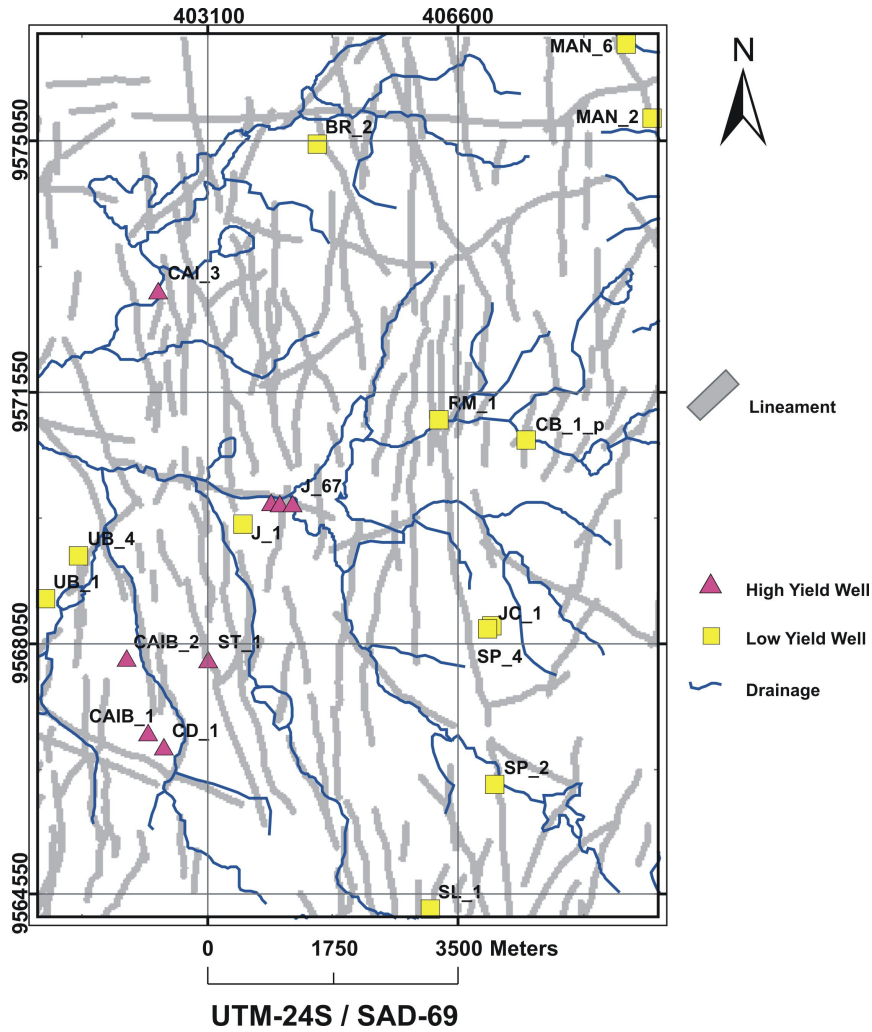 403100 406600
N
MAN_6
MAN_2
BR_2
9575050
CAI_3
9571550
RM_1
CB_1_p
Lineament
J_67
J_1
UB_4
UB_1
High Yield Well
JC_1
Low Yield Well
9568050
CAIB_2 ST_1
SP_4
Drainage
CAIB_1
CD_1
SP_2
9564550
SL_1
0 1750 3500 Meters
UTM-24S / SAD-69